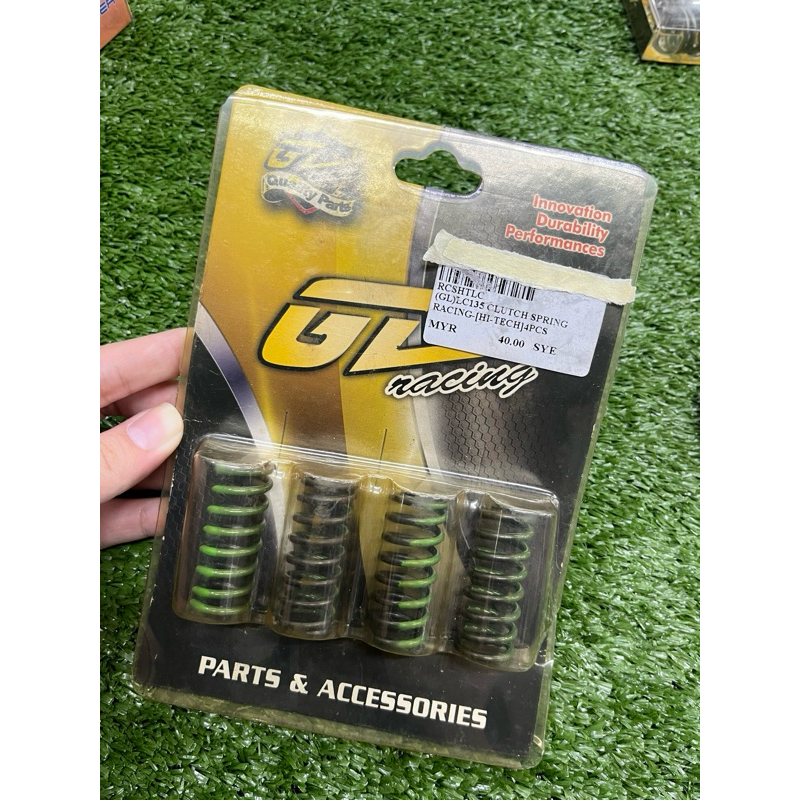 Quality Parts
Innovation
Durability
Performances
RCSHTLC
(GL)LC135 CLUTCH SPRING
RACING-[HI-TECH]4PCS
MYR 40.00 SYE
racing
PARTS & ACCESSORIES